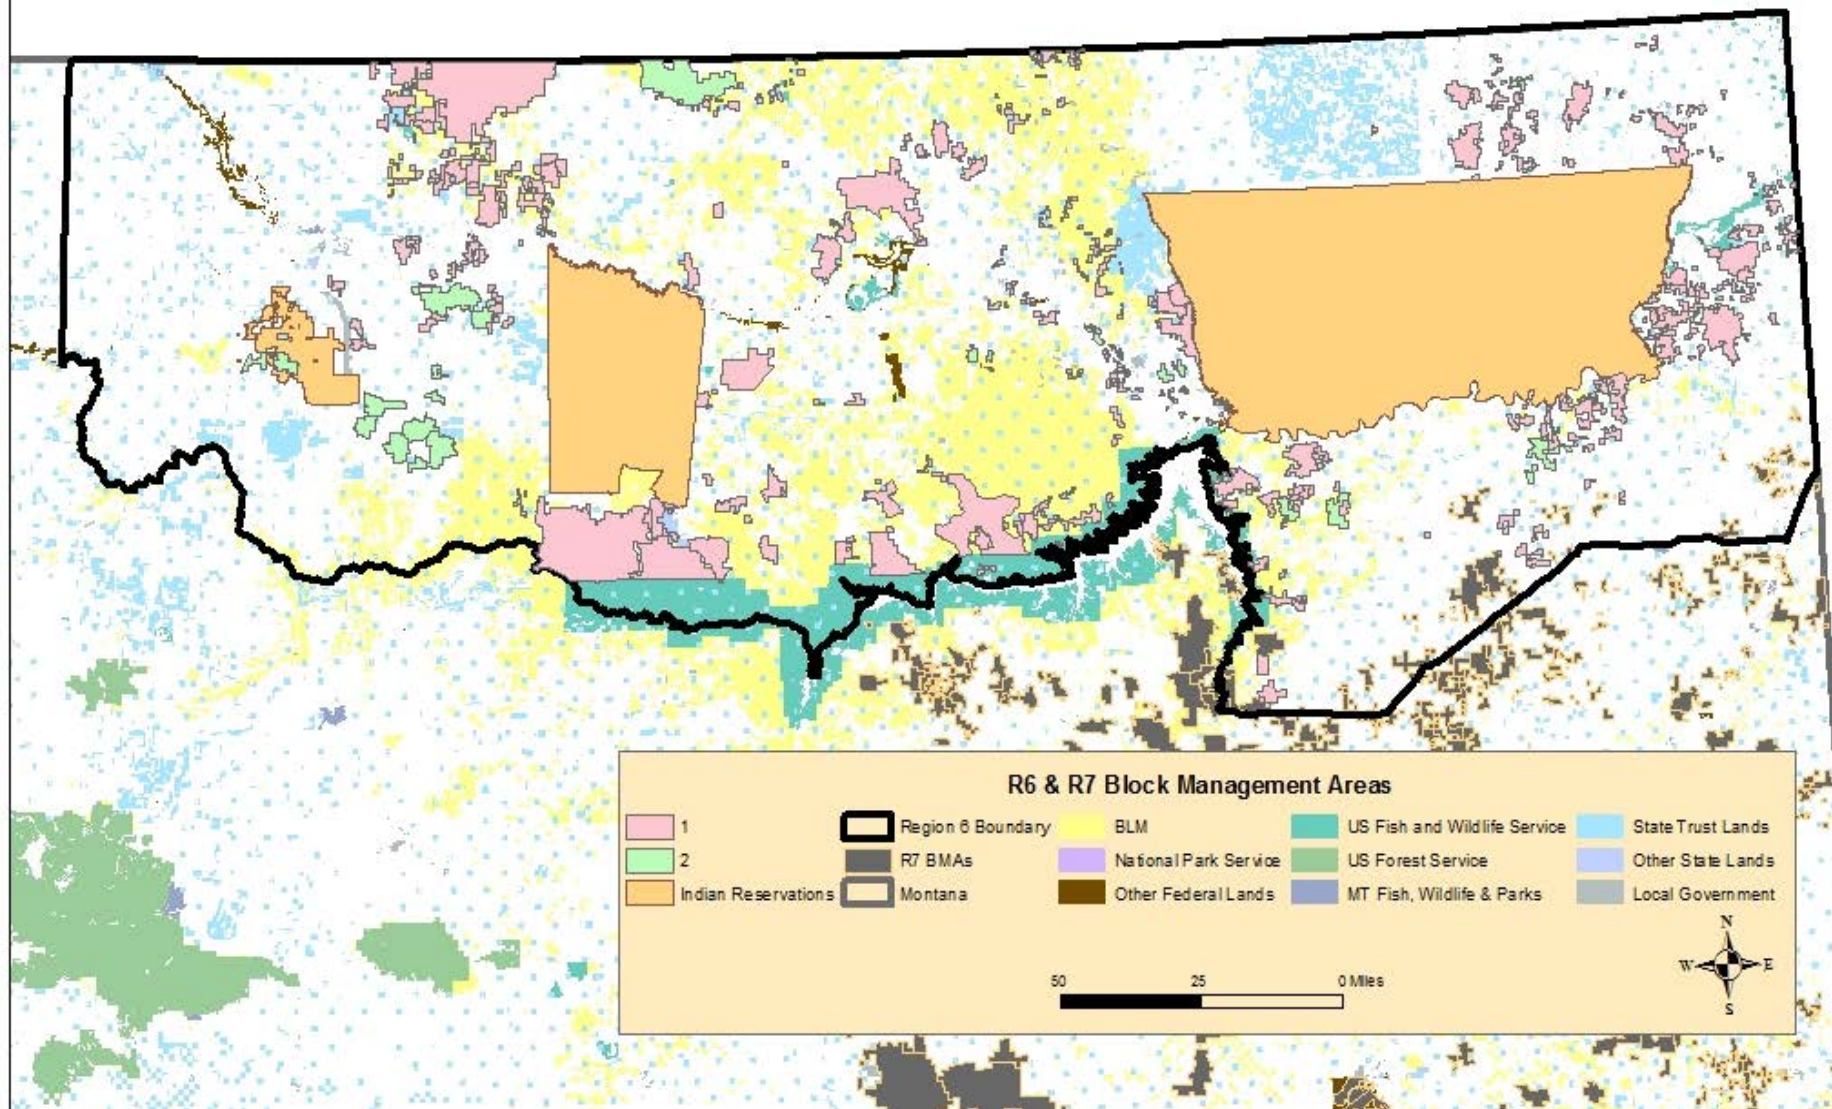 R6 & R7 Block Management Areas
1
Region 6 Boundary
BLM
US Fish and Wildlife Service
State Trust Lands
2
R7 BMAs
National Park Service
US Forest Service
Other State Lands
Indian Reservations
Montana
Other Federal Lands
MT Fish, Wildlife & Parks
Local Government
N
W E
S
50 25 0 Miles